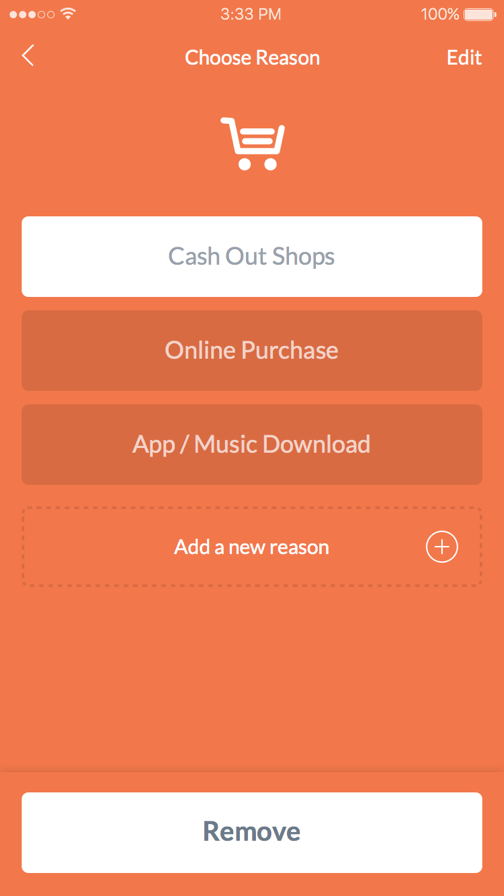 3:33 PM
100%
Choose Reason
Edit
Cash Out Shops
Online Purchase
App / Music Download
Add a new reason
Remove